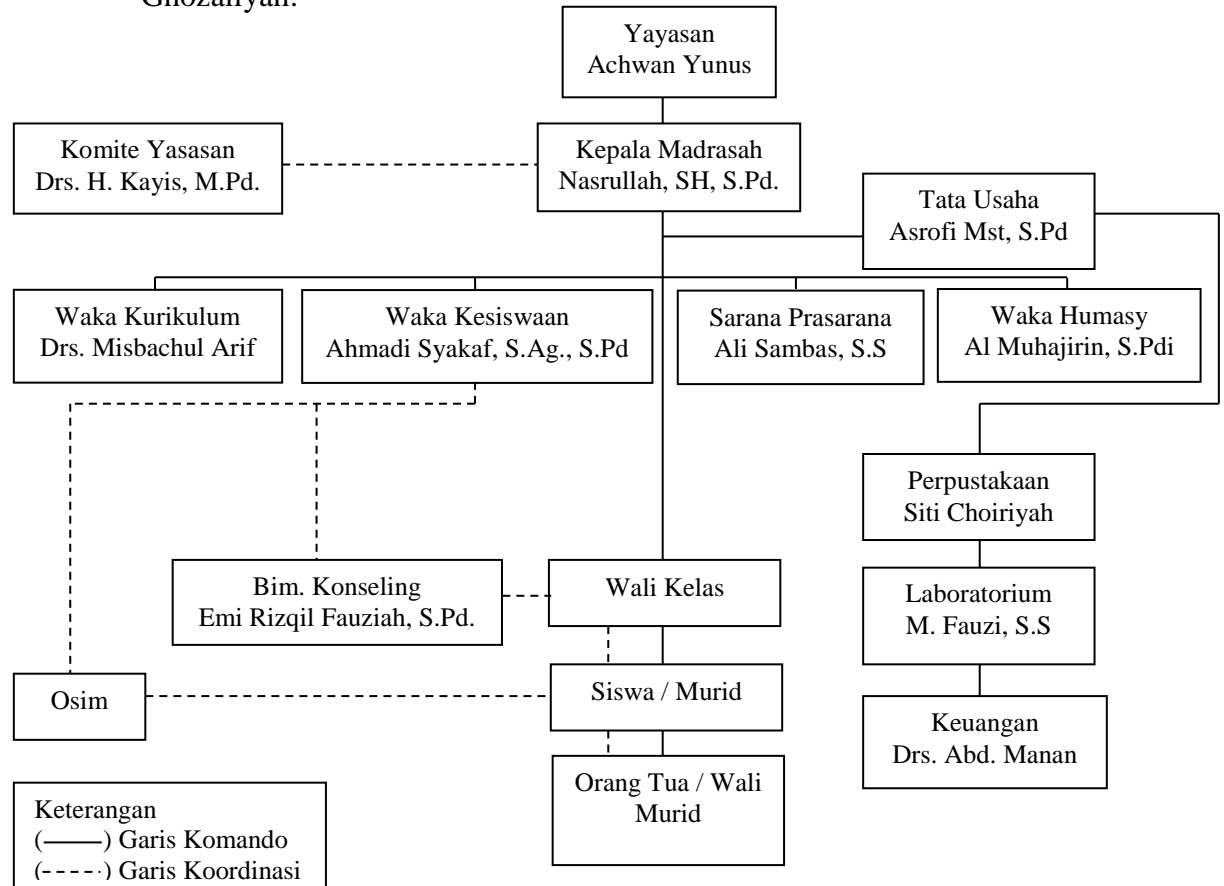 Ghozaliyah.
Yayasan
Achwan Yunus
Komite Yasasan
Drs. H. Kayis, M.Pd.
Kepala Madrasah
Nasrullah, SH, S.Pd.
Tata Usaha
Asrofi Mst, S.Pd
Waka Kurikulum
Drs. Misbachul Arif
Waka Kesiswaan
Ahmadi Syakaf, S.Ag., S.Pd
Sarana Prasarana
Ali Sambas, S.S
Waka Humasy
Al Muhajirin, S.Pdi
Perpustakaan
Siti Choiriyah
Bim. Konseling
Emi Rizqil Fauziah, S.Pd.
Wali Kelas
Laboratorium
M. Fauzi, S.S
Osim
Siswa / Murid
Keuangan
Drs. Abd. Manan
Orang Tua / Wali
Murid
Keterangan
(——) Garis Komando
(-----) Garis Koordinasi